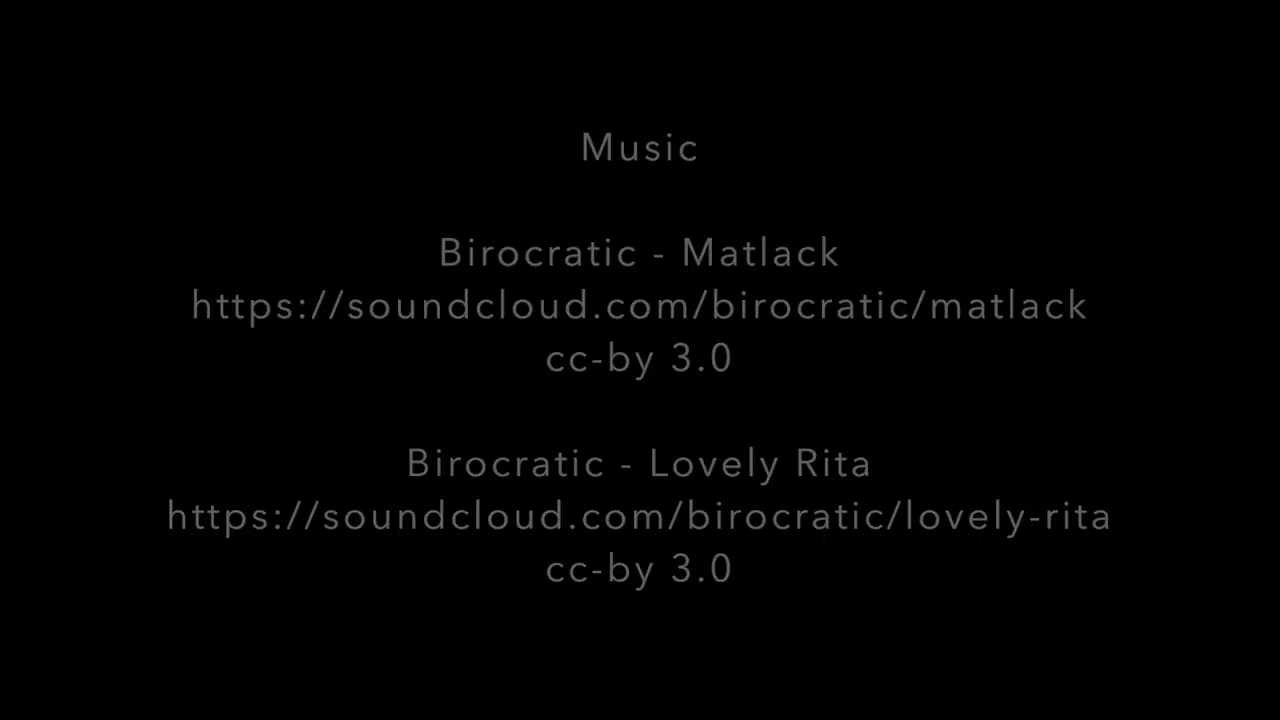 Music
Birocratic - Matlack
https://soundcloud.com/birocratic/matlack
cc-by 3.0
Birocratic - Lovely Rita
https://soundcloud.com/birocratic/lovely-rita
cc-by 3.0